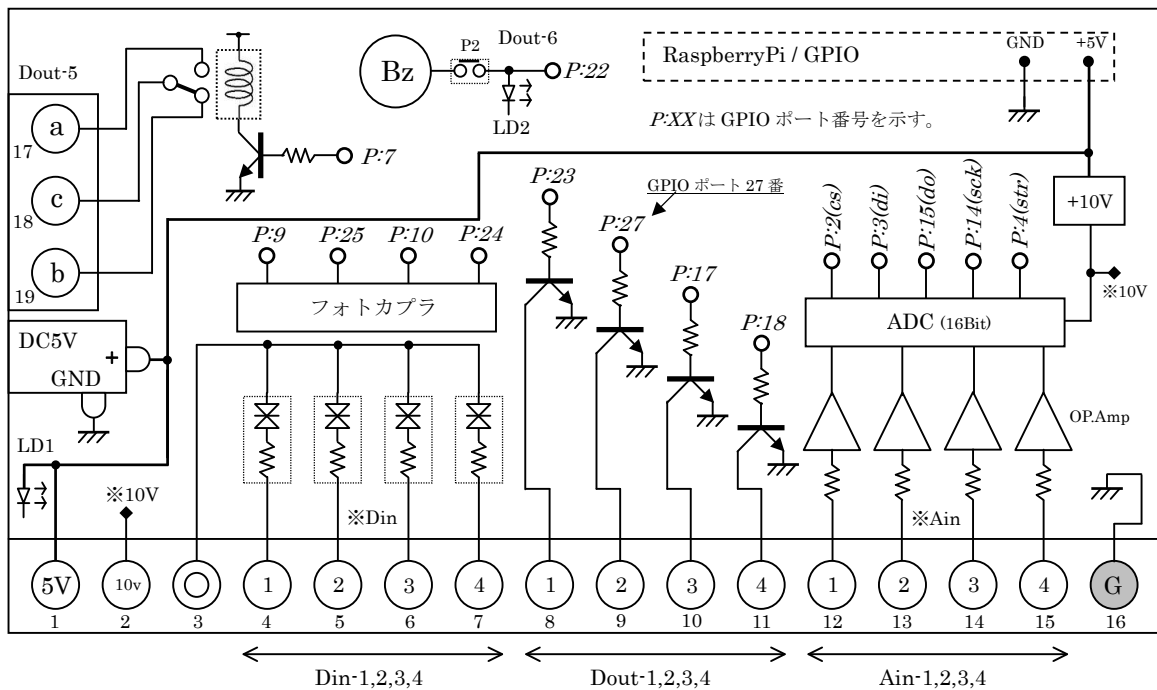 Dout-5
a
17
c
18
b
19
DC5V
+
GND
LD1
※10V
P:7
Bz
P2
Dout-6
P:22
LD2
RaspberryPi / GPIO
GND
+5V
P:XXは GPIO ポート番号を示す。
P:9
P:25
P:10
P:24
フォトカプラ
※Din
P:23
GPIO ポート 27 番
P:27
P:17
P:18
P:2(cs)
P:3(di)
P:15(do)
P:14(sck)
P:4(str)
+10V
※10V
ADC (16Bit)
OP.Amp
※Ain
5V
10v
1
2
3
4
1
2
3
4
1
2
3
4
G
1
2
3
4
5
6
7
8
9
10
11
12
13
14
15
16
Din-1,2,3,4
Dout-1,2,3,4
Ain-1,2,3,4